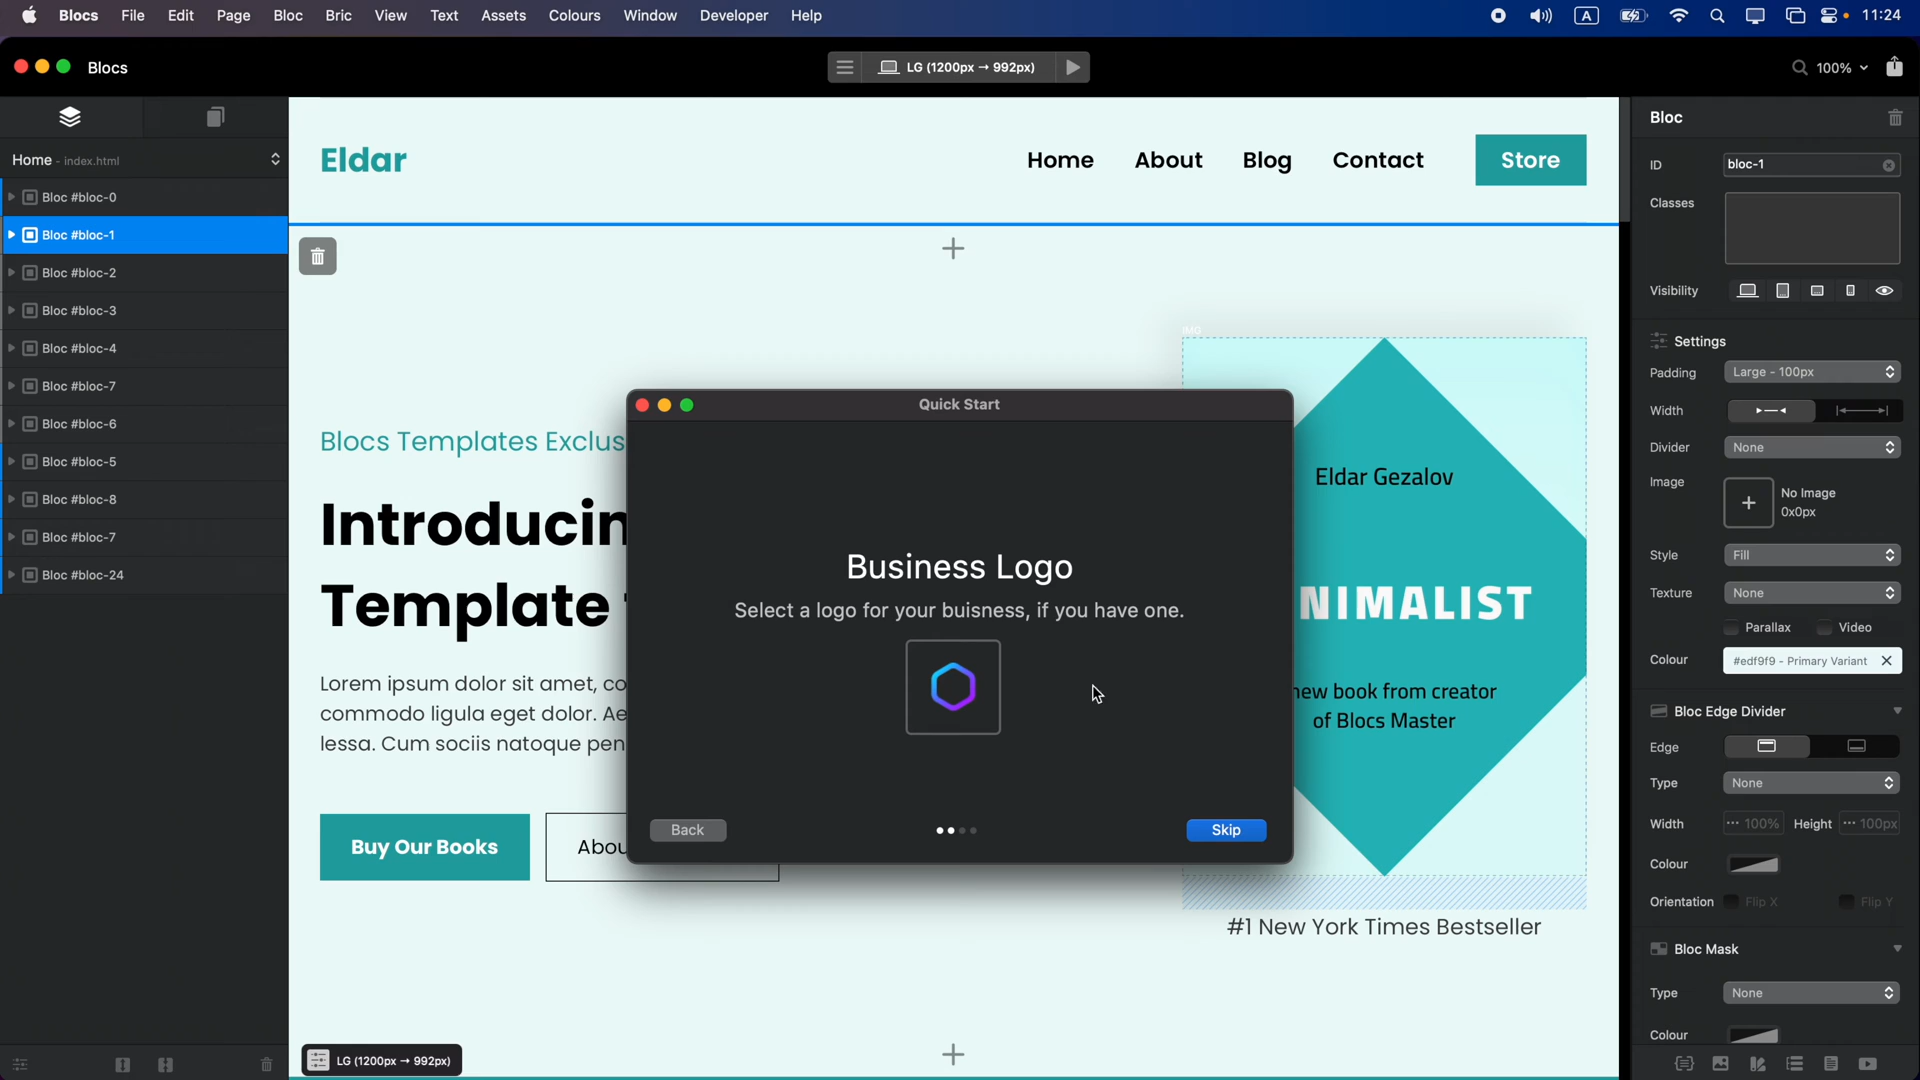 Blocs File Edit Page Bloc Bric View Text Assets Colours Window Developer Help A 11:24
Blocs LG (1200px → 992px) 100%
Home - index.html
Bloc #bloc-0
Bloc #bloc-1
Bloc #bloc-2
Bloc #bloc-3
Bloc #bloc-4
Bloc #bloc-7
Bloc #bloc-6
Bloc #bloc-5
Bloc #bloc-8
Bloc #bloc-7
Bloc #bloc-24
Eldar Home About Blog Contact Store
IMG
Blocs Templates Exclus
Introducin
Template
Lorem ipsum dolor sit amet, co
commodo ligula eget dolor. Ae
lessa. Cum sociis natoque pen
Buy Our Books Abou
Eldar Gezalov
NIMALIST
new book from creator
of Blocs Master
#1 New York Times Bestseller
LG (1200px → 992px)
Quick Start
Business Logo
Select a logo for your buisness, if you have one.
Back Skip
Bloc
ID bloc-1
Classes
Visibility
Settings
Padding Large - 100px
Width
Divider None
Image No Image
0x0px
Style Fill
Texture None
Parallax Video
Colour #edf9f9 - Primary Variant
Bloc Edge Divider
Edge
Type None
Width 100% Height 100px
Colour
Orientation Flip X Flip Y
Bloc Mask
Type None
Colour